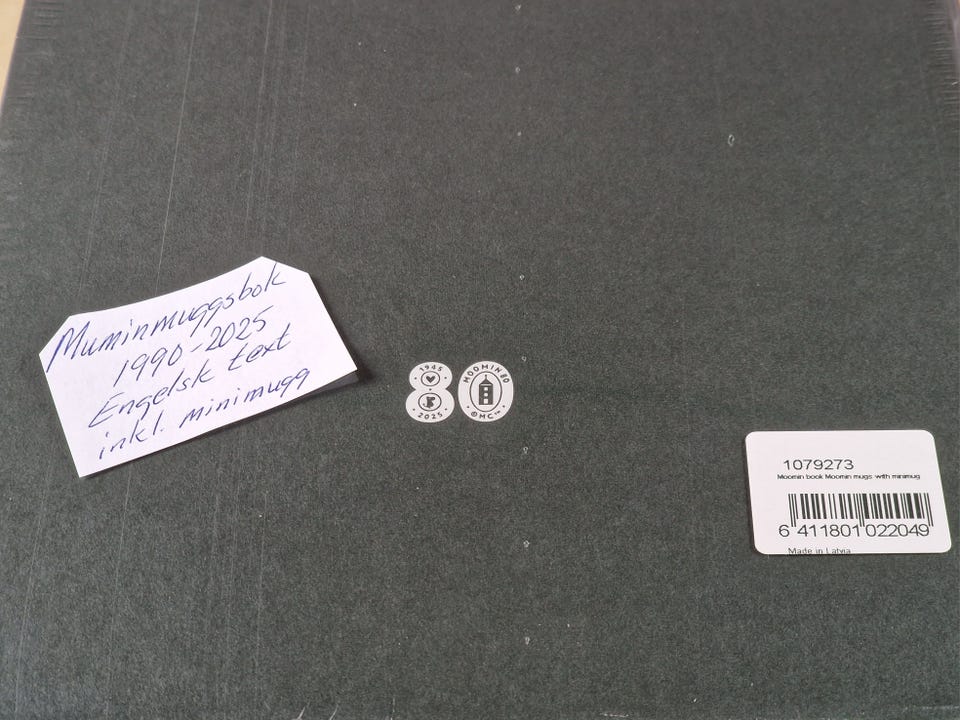 Muminmuggsbok
1990-2025
Engelsk text
inkl. minimugg
1945
2025
MOOMIN 80
©MC™
1079273
Moomin book Moomin mugs with minimug
6 411801 022049
Made in Latvia